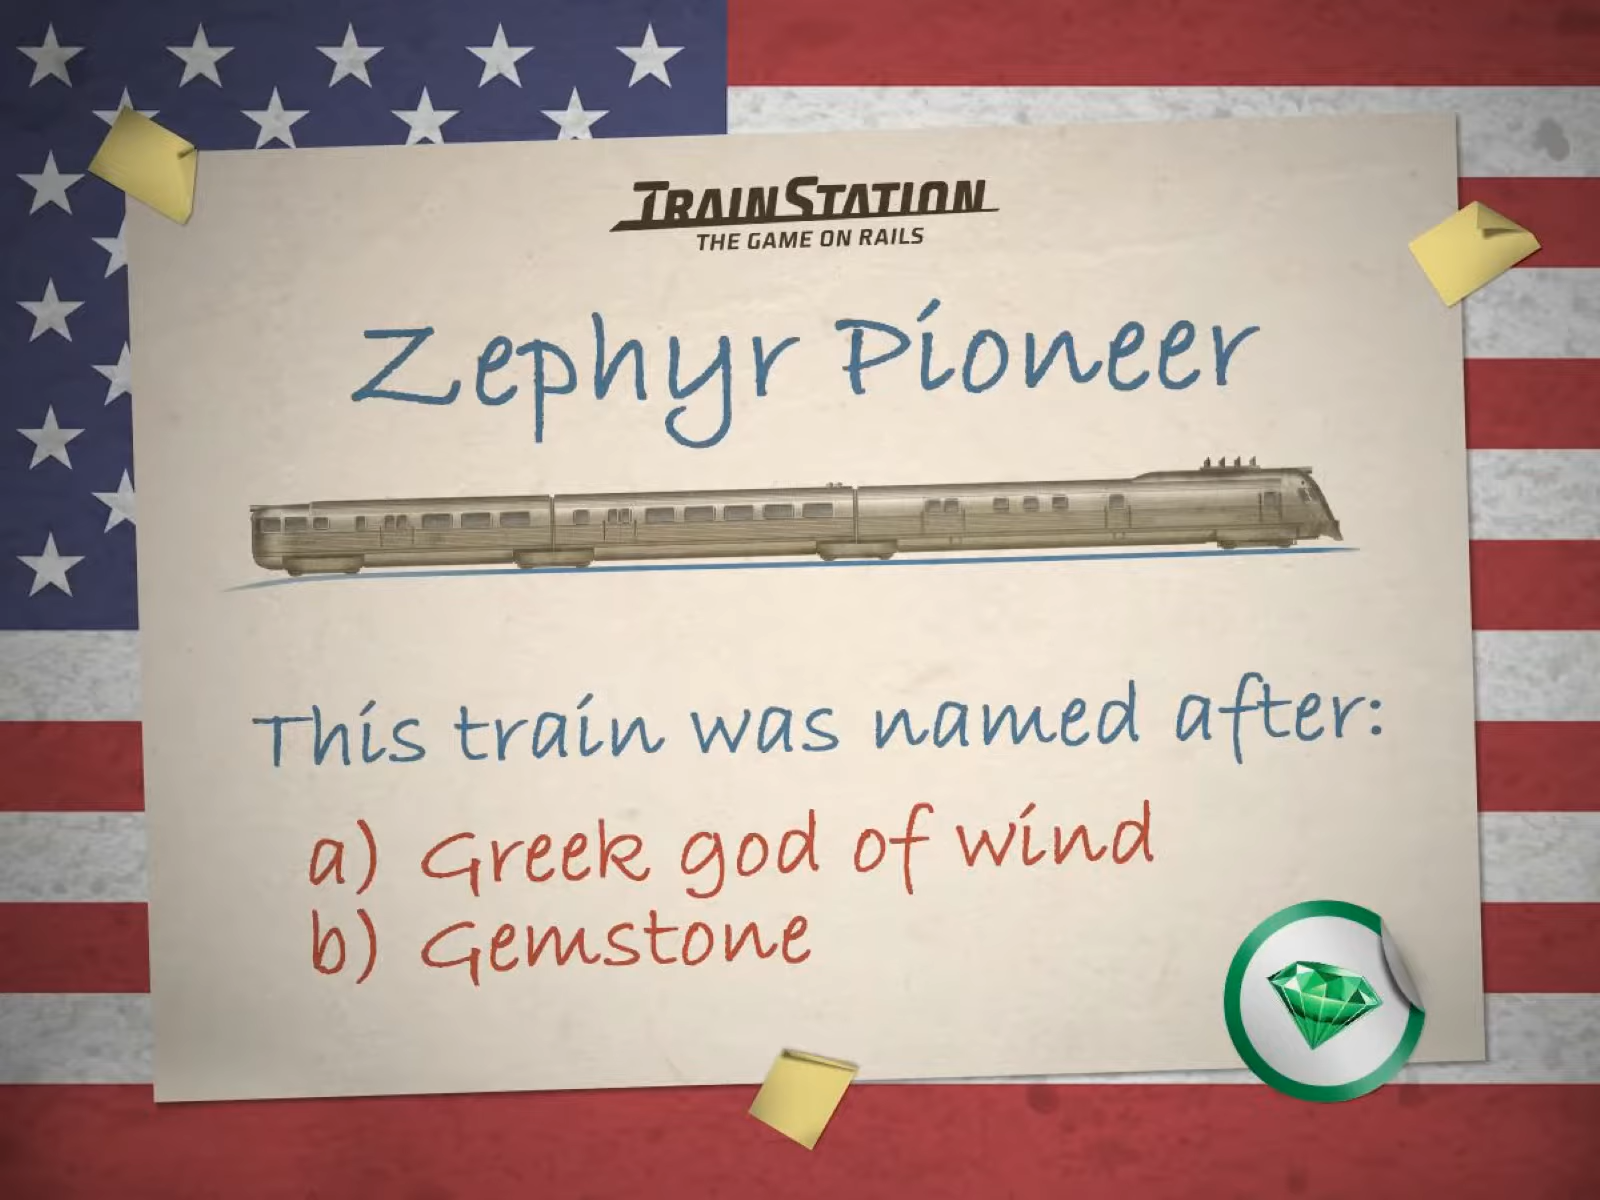 TRAINSTATION
THE GAME ON RAILS
Zephyr Pioneer
This train was named after:
a) Greek god of wind
b) Gemstone